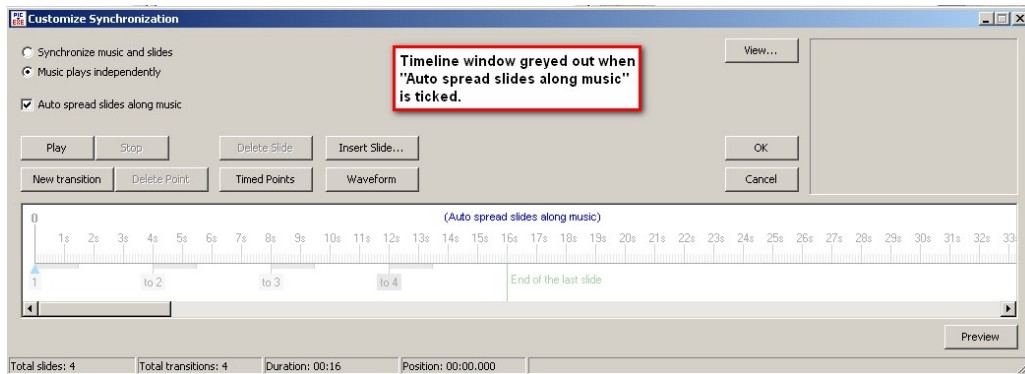 PIC
EXE
Customize Synchronization
Synchronize music and slides
Music plays independently
Auto spread slides along music
Timeline window greyed out when
"Auto spread slides along music"
is ticked.
View...
Play Stop Delete Slide Insert Slide... OK
New transition Delete Point Timed Points Waveform Cancel
(Auto spread slides along music)
0
1s 2s 3s 4s 5s 6s 7s 8s 9s 10s 11s 12s 13s 14s 15s 16s 17s 18s 19s 20s 21s 22s 23s 24s 25s 26s 27s 28s 29s 30s 31s 32s 33s
1 to 2 to 3 to 4 End of the last slide
Preview
Total slides: 4 Total transitions: 4 Duration: 00:16 Position: 00:00.000